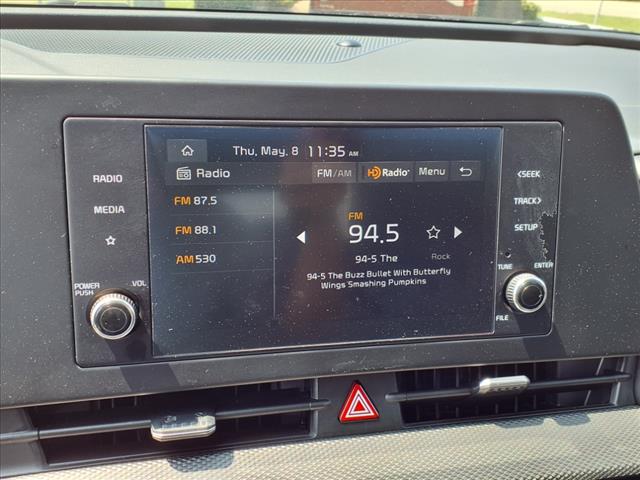 Thu, May. 8 11:35 AM
Radio FM/AM HD Radio Menu
RADIO
MEDIA
POWER PUSH
VOL
FM 87.5
FM 88.1
AM 530
FM
94.5
94-5 The Rock
94-5 The Buzz Bullet With Butterfly
Wings Smashing Pumpkins
<SEEK
TRACK>
SETUP
TUNE ENTER
FILE